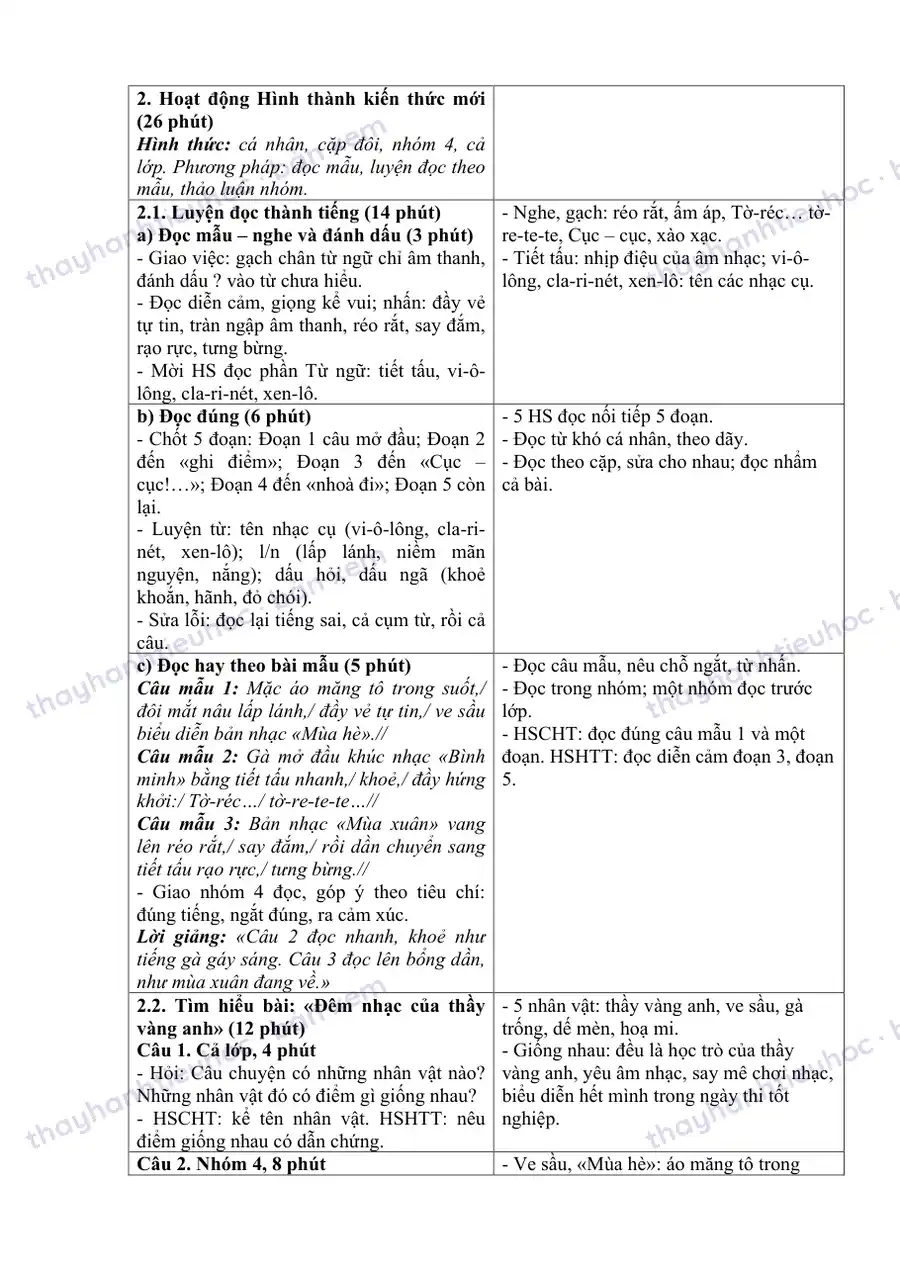 2. Hoạt động Hình thành kiến thức mới
(26 phút)
Hình thức: cá nhân, cặp đôi, nhóm 4, cả
lớp. Phương pháp: đọc mẫu, luyện đọc theo
mẫu, thảo luận nhóm.
2.1. Luyện đọc thành tiếng (14 phút)
a) Đọc mẫu – nghe và đánh dấu (3 phút)
- Giao việc: gạch chân từ ngữ chỉ âm thanh,
đánh dấu ? vào từ chưa hiểu.
- Đọc diễn cảm, giọng kể vui; nhấn: đầy vẻ
tự tin, tràn ngập âm thanh, réo rắt, say đắm,
rạo rực, tưng bừng.
- Mời HS đọc phần Từ ngữ: tiết tấu, vi-ô-
lông, cla-ri-nét, xen-lô.
- Nghe, gạch: réo rắt, ấm áp, Tờ-réc… tờ-
re-te-te, Cục – cục, xào xạc.
- Tiết tấu: nhịp điệu của âm nhạc; vi-ô-
lông, cla-ri-nét, xen-lô: tên các nhạc cụ.
b) Đọc đúng (6 phút)
- Chốt 5 đoạn: Đoạn 1 câu mở đầu; Đoạn 2
đến «ghi điểm»; Đoạn 3 đến «Cục –
cục!…»; Đoạn 4 đến «nhoà đi»; Đoạn 5 còn
lại.
- Luyện từ: tên nhạc cụ (vi-ô-lông, cla-ri-
nét, xen-lô); l/n (lấp lánh, niềm mãn
nguyện, nắng); dấu hỏi, dấu ngã (khoẻ
khoắn, hãnh, đỏ chói).
- Sửa lỗi: đọc lại tiếng sai, cả cụm từ, rồi cả
câu.
- 5 HS đọc nối tiếp 5 đoạn.
- Đọc từ khó cá nhân, theo dãy.
- Đọc theo cặp, sửa cho nhau; đọc nhẩm
cả bài.
c) Đọc hay theo bài mẫu (5 phút)
Câu mẫu 1: Mặc áo măng tô trong suốt,/
đôi mắt nâu lấp lánh,/ đầy vẻ tự tin,/ ve sầu
biểu diễn bản nhạc «Mùa hè».//
Câu mẫu 2: Gà mở đầu khúc nhạc «Bình
minh» bằng tiết tấu nhanh,/ khoẻ,/ đầy hứng
khởi:/ Tờ-réc…/ tờ-re-te-te…//
Câu mẫu 3: Bản nhạc «Mùa xuân» vang
lên réo rắt,/ say đắm,/ rồi dần chuyển sang
tiết tấu rạo rực,/ tưng bừng.//
- Giao nhóm 4 đọc, góp ý theo tiêu chí:
đúng tiếng, ngắt đúng, ra cảm xúc.
Lời giảng: «Câu 2 đọc nhanh, khoẻ như
tiếng gà gáy sáng. Câu 3 đọc lên bổng dần,
như mùa xuân đang về.»
- Đọc câu mẫu, nêu chỗ ngắt, từ nhấn.
- Đọc trong nhóm; một nhóm đọc trước
lớp.
- HSCHT: đọc đúng câu mẫu 1 và một
đoạn. HSHTT: đọc diễn cảm đoạn 3, đoạn
5.
2.2. Tìm hiểu bài: «Đêm nhạc của thầy
vàng anh» (12 phút)
Câu 1. Cả lớp, 4 phút
- Hỏi: Câu chuyện có những nhân vật nào?
Những nhân vật đó có điểm gì giống nhau?
- HSCHT: kể tên nhân vật. HSHTT: nêu
điểm giống nhau có dẫn chứng.
- 5 nhân vật: thầy vàng anh, ve sầu, gà
trống, dế mèn, hoạ mi.
- Giống nhau: đều là học trò của thầy
vàng anh, yêu âm nhạc, say mê chơi nhạc,
biểu diễn hết mình trong ngày thi tốt
nghiệp.
Câu 2. Nhóm 4, 8 phút
- Ve sầu, «Mùa hè»: áo măng tô trong
thayhanhtieuhoc · bản xem
thayhanhtieuhoc · b
thayhanhtieuhoc · bản xem
thayhanhtieuhoc · b
thayhanhtieuhoc · bản xem
thayhanhtieuhoc · b